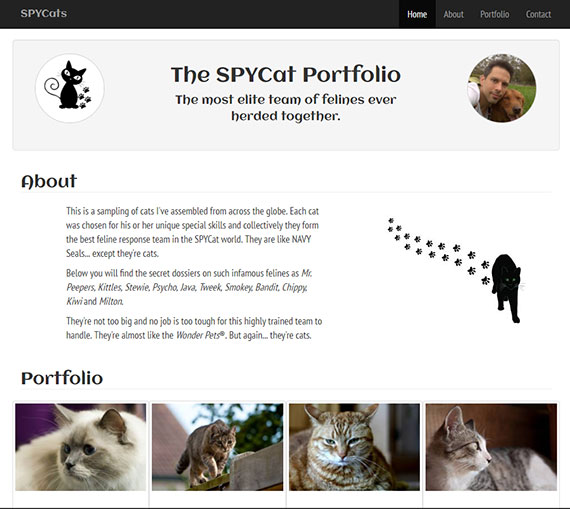 SPYCats
Home About Portfolio Contact
The SPYCat Portfolio
The most elite team of felines ever
herded together.
About
This is a sampling of cats I've assembled from across the globe. Each cat
was chosen for his or her unique special skills and collectively they form
the best feline response team in the SPYCat world. They are like NAVY
Seals... except they're cats.
Below you will find the secret dossiers on such infamous felines as Mr.
Peepers, Kittles, Stewie, Psycho, Java, Tweek, Smokey, Bandit, Chippy,
Kiwi and Milton.
They're not too big and no job is too tough for this highly trained team to
handle. They're almost like the Wonder Pets®. But again... they're cats.
Portfolio